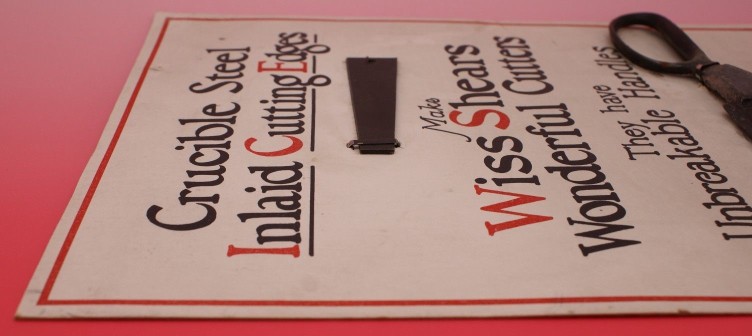 Crucible Steel
Inlaid Cutting Edges
Make
Wiss Shears
Wonderful Cutters
They have
Unbreakable Handles